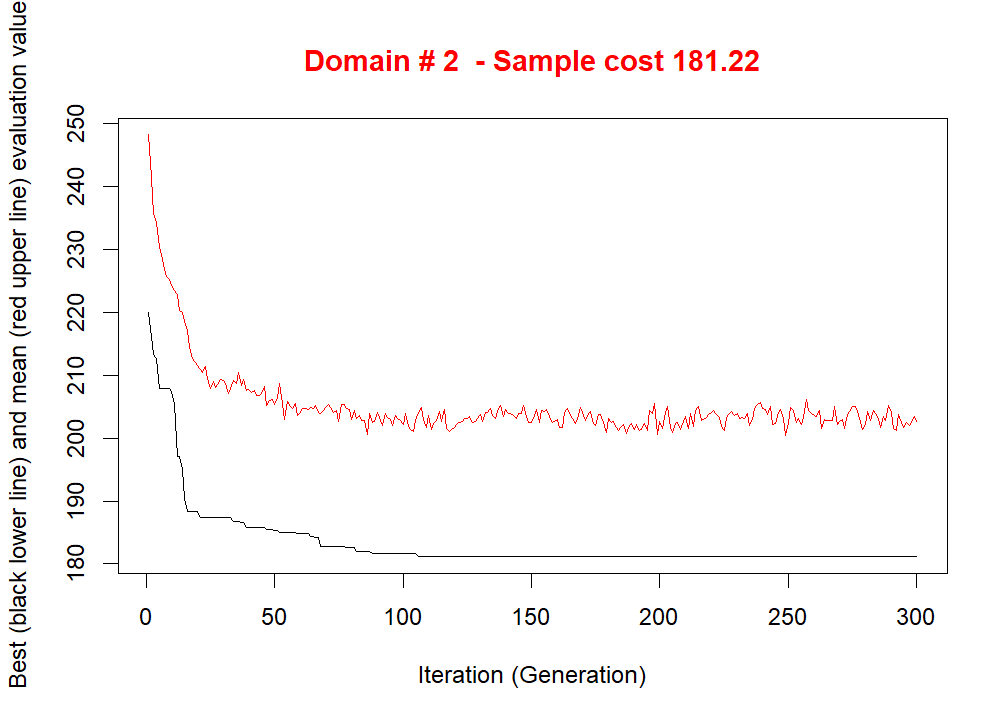 Domain # 2  - Sample cost 181.22
Best (black lower line) and mean (red upper line) evaluation value
250
240
230
220
210
200
190
180
0 50 100 150 200 250 300
Iteration (Generation)